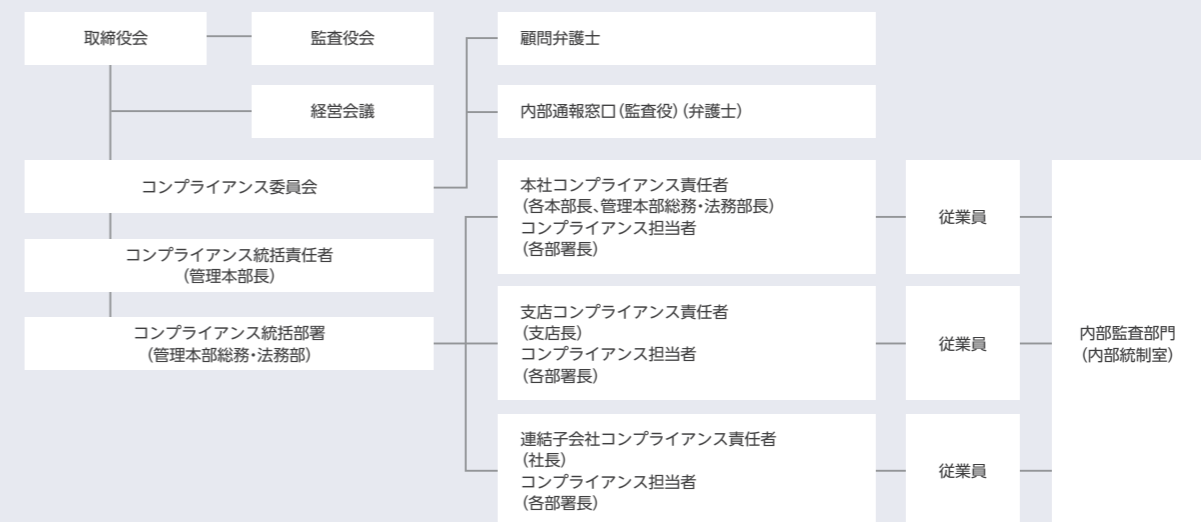 取締役会
監査役会
経営会議
コンプライアンス委員会
コンプライアンス統括責任者
(管理本部長)
コンプライアンス統括部署
(管理本部総務・法務部)
顧問弁護士
内部通報窓口(監査役)(弁護士)
本社コンプライアンス責任者
(各本部長、管理本部総務・法務部長)
コンプライアンス担当者
(各部署長)
従業員
支店コンプライアンス責任者
(支店長)
コンプライアンス担当者
(各部署長)
従業員
連結子会社コンプライアンス責任者
(社長)
コンプライアンス担当者
(各部署長)
従業員
内部監査部門
(内部統制室)